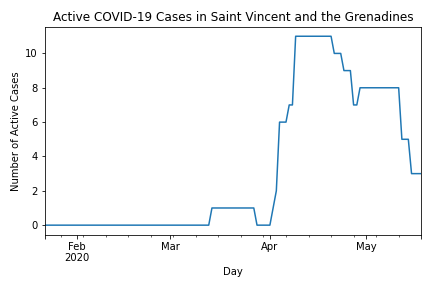 Active COVID-19 Cases in Saint Vincent and the Grenadines
Number of Active Cases
10
8
6
4
2
0
Feb
2020
Mar
Apr
May
Day